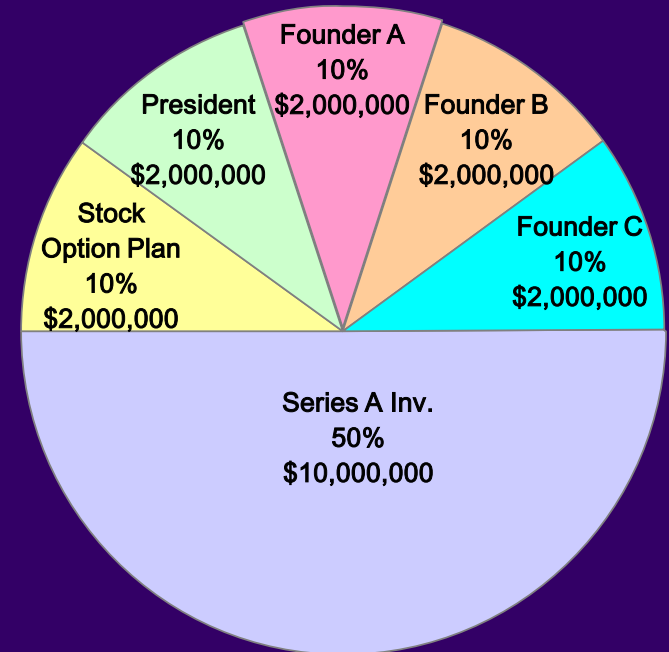 Founder A
10%
$2,000,000
President
10%
$2,000,000
Founder B
10%
$2,000,000
Stock
Option Plan
10%
$2,000,000
Founder C
10%
$2,000,000
Series A Inv.
50%
$10,000,000